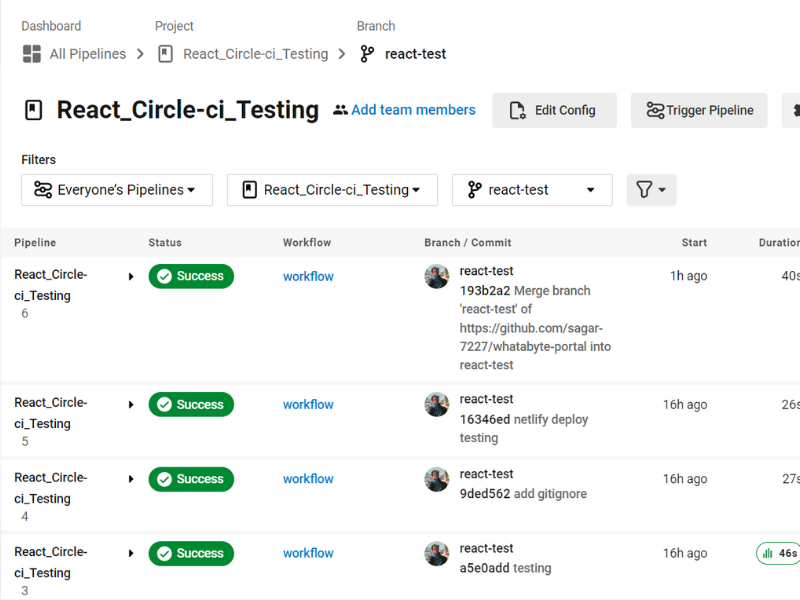 Dashboard Project Branch
All Pipelines React_Circle-ci_Testing react-test
React_Circle-ci_Testing Add team members Edit Config Trigger Pipeline
Filters
Everyone's Pipelines React_Circle-ci_Testing react-test
Pipeline Status Workflow Branch / Commit Start Duration
React_Circle-
ci_Testing
6
Success workflow
react-test
193b2a2 Merge branch
'react-test' of
https://github.com/sagar-
7227/whatabyte-portal into
react-test
1h ago 40s
React_Circle-
ci_Testing
5
Success workflow
react-test
16346ed netlify deploy
testing
16h ago 26s
React_Circle-
ci_Testing
4
Success workflow
react-test
9ded562 add gitignore
16h ago 27s
React_Circle-
ci_Testing
3
Success workflow
react-test
a5e0add testing
16h ago 46s